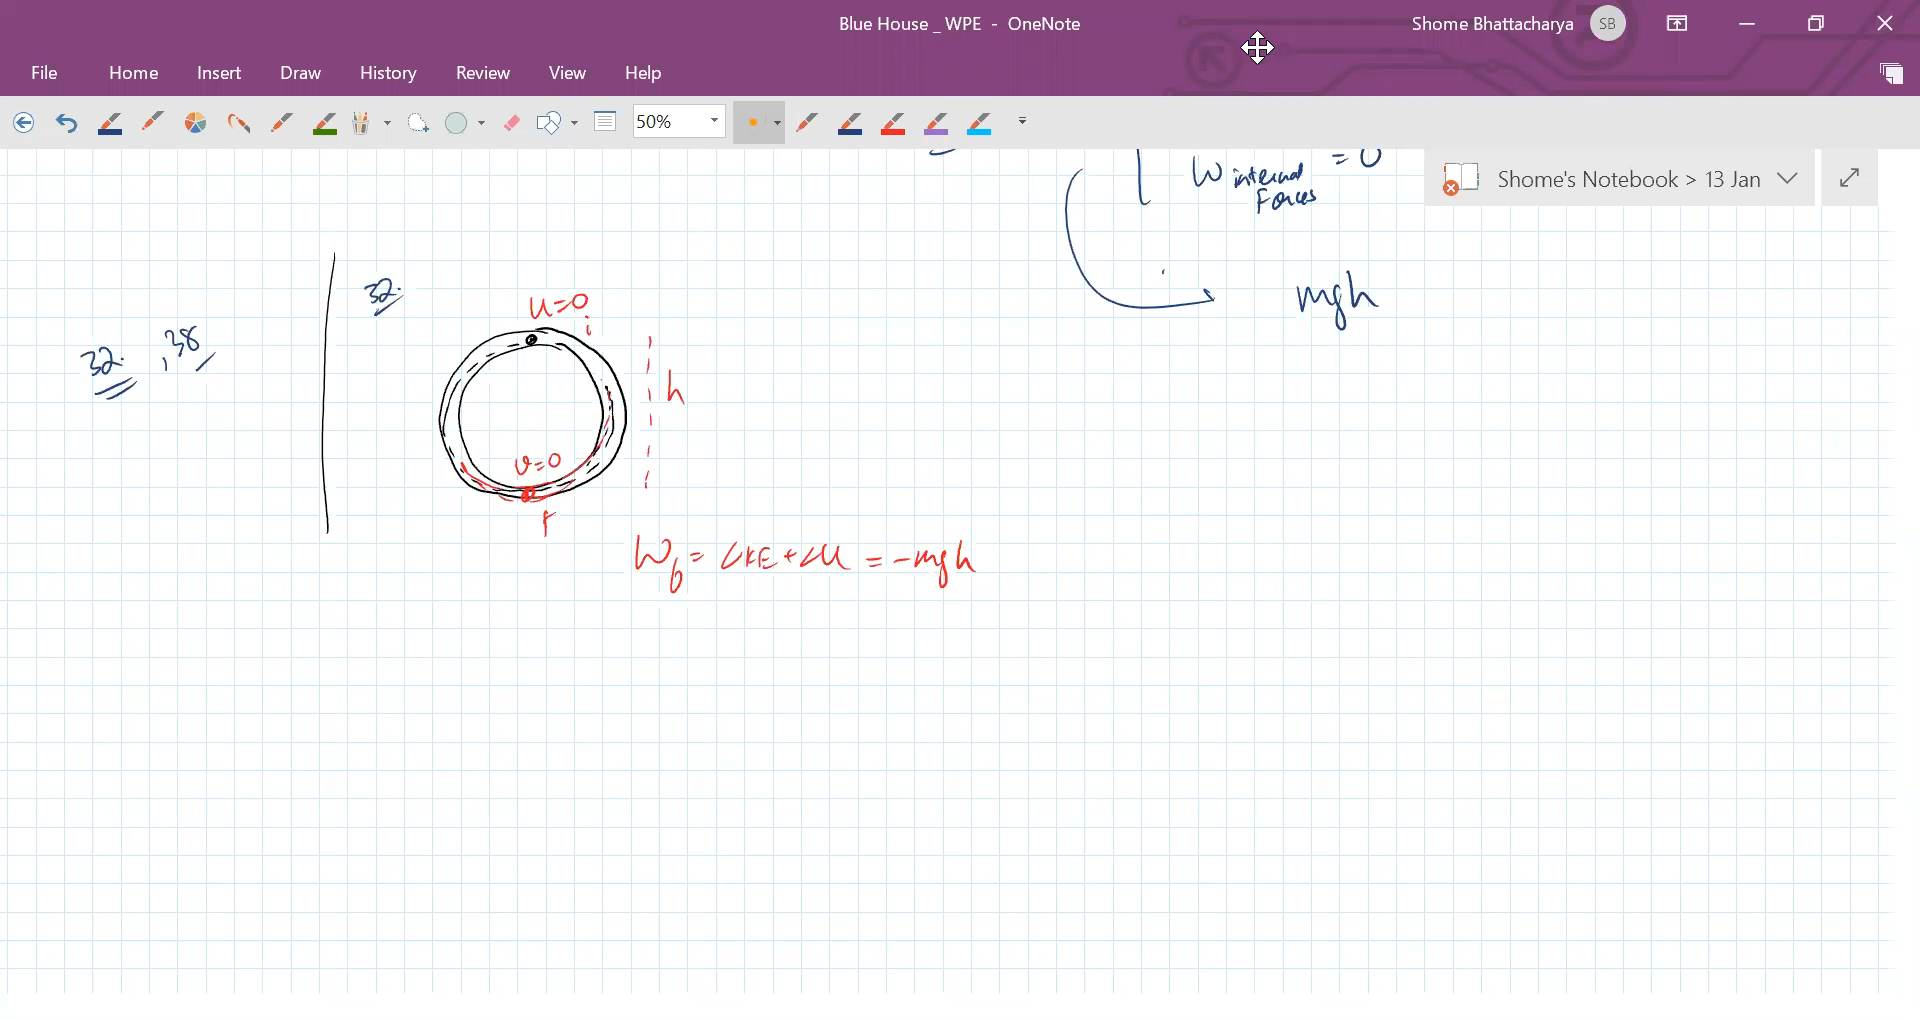 Blue House _ WPE - OneNote
Shome Bhattacharya SB
File Home Insert Draw History Review View Help
50%
Shome's Notebook > 13 Jan
W internal Forces = 0
mgh
32. , 38
32.
u=0
i
h
v=0
f
W_f = ΔKE + ΔU = -mgh